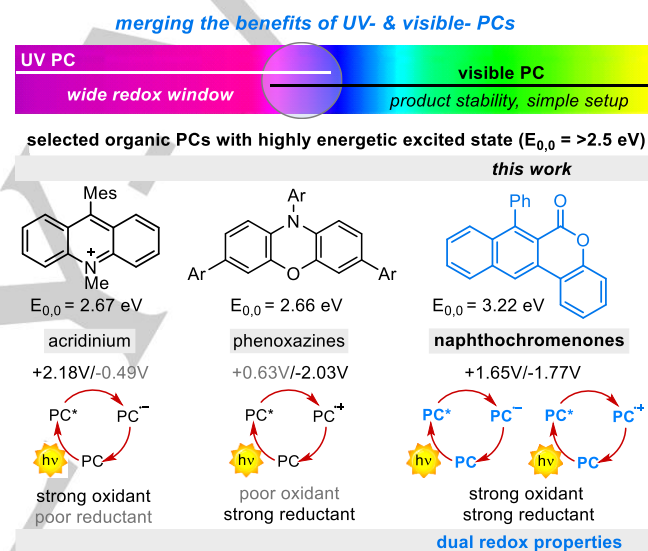 merging the benefits of UV- & visible- PCs
UV PC
wide redox window
visible PC
product stability, simple setup
selected organic PCs with highly energetic excited state (E0,0 = >2.5 eV)
this work
Mes
+
N
Me
E0,0 = 2.67 eV
acridinium
+2.18V/-0.49V
PC*
PC·−
PC
hν
strong oxidant
poor reductant
Ar
N
O
Ar
Ar
E0,0 = 2.66 eV
phenoxazines
+0.63V/-2.03V
PC*
PC·+
PC
hν
poor oxidant
strong reductant
Ph
O
O
E0,0 = 3.22 eV
naphthochromenones
+1.65V/-1.77V
PC*
PC·−
PC
hν
PC*
PC·+
PC
hν
strong oxidant
strong reductant
dual redox properties